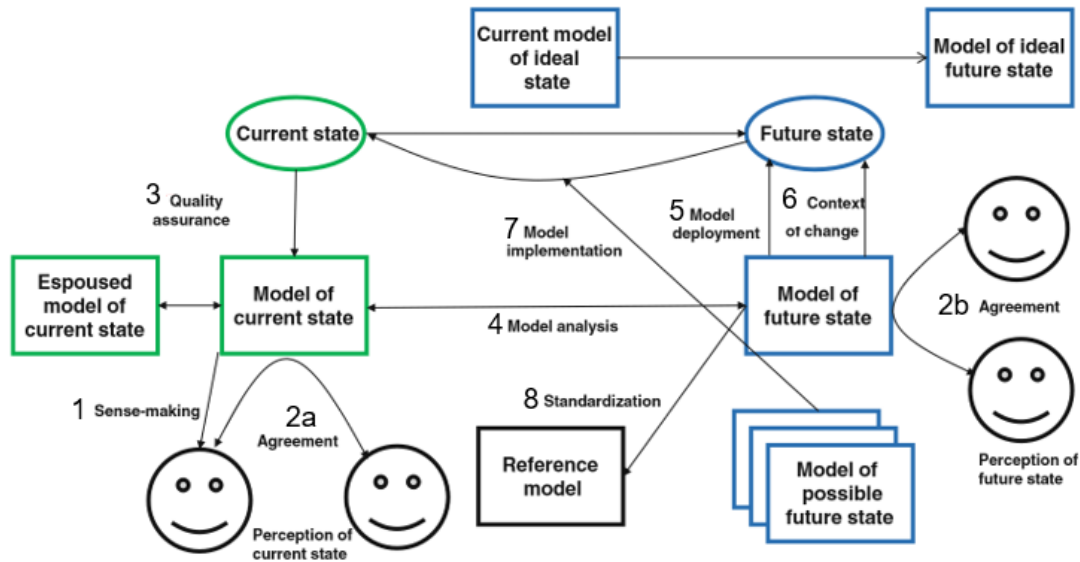 Current model
of ideal
state
Model of ideal
future state
Current state
Future state
3 Quality
assurance
7 Model
implementation
5 Model
deployment
6 Context
of change
Espoused
model of
current state
Model of
current state
4 Model analysis
Model of
future state
2b Agreement
1 Sense-making
2a
Agreement
8 Standardization
Reference
model
Model of
possible
future state
Perception of
future state
Perception of
current state